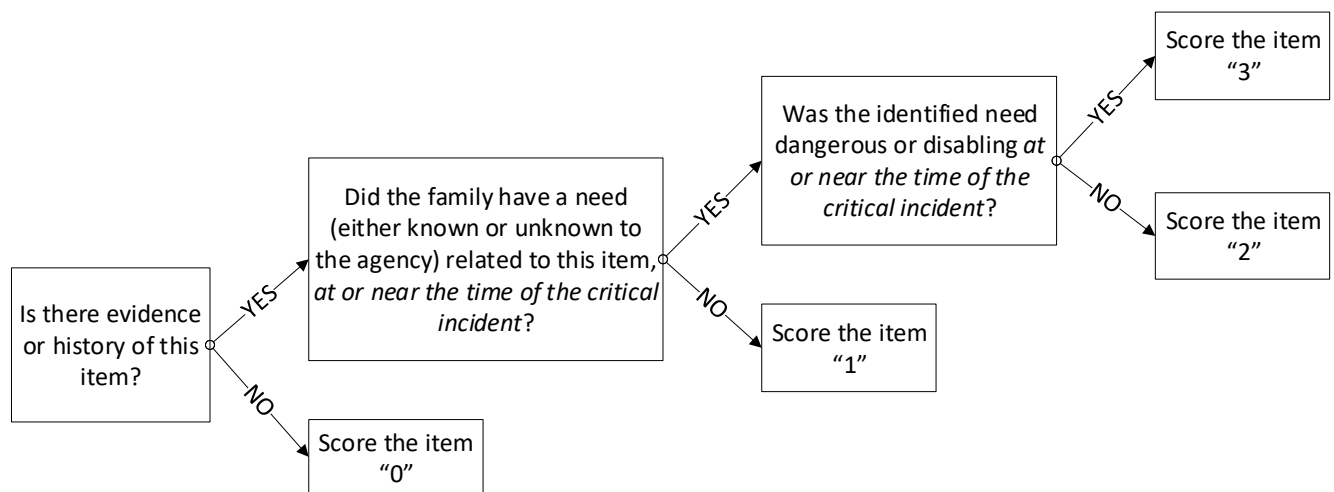 Is there evidence
or history of this
item?
YES
NO
Score the item
“0”
Did the family have a need
(either known or unknown to
the agency) related to this item,
at or near the time of the critical
incident?
YES
NO
Score the item
“1”
Was the identified need
dangerous or disabling at
or near the time of the
critical incident?
YES
NO
Score the item
“3”
Score the item
“2”